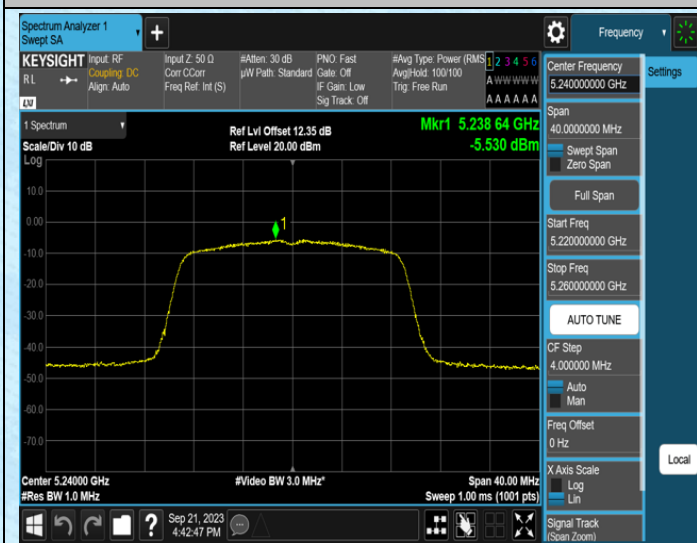 Spectrum Analyzer 1
Swept SA
Frequency
KEYSIGHT
RL
LXI
Input: RF
Coupling: DC
Align: Auto
Input Z: 50 Ω
Corr CCorr
Freq Ref: Int (S)
#Atten: 30 dB
µW Path: Standard
PNO: Fast
Gate: Off
IF Gain: Low
Sig Track: Off
#Avg Type: Power (RMS
Avg|Hold: 100/100
Trig: Free Run
1 2 3 4 5 6
A W W W W W
A A A A A A
1 Spectrum
Scale/Div 10 dB
Log
Ref Lvl Offset 12.35 dB
Ref Level 20.00 dBm
Mkr1 5.238 64 GHz
-5.530 dBm
10.0
0.00
-10.0
-20.0
-30.0
-40.0
-50.0
-60.0
-70.0
1
Center 5.24000 GHz
#Res BW 1.0 MHz
#Video BW 3.0 MHz*
Span 40.00 MHz
Sweep 1.00 ms (1001 pts)
Sep 21, 2023
4:42:47 PM
Center Frequency
5.240000000 GHz
Span
40.0000000 MHz
Swept Span
Zero Span
Full Span
Start Freq
5.220000000 GHz
Stop Freq
5.260000000 GHz
AUTO TUNE
CF Step
4.000000 MHz
Auto
Man
Freq Offset
0 Hz
X Axis Scale
Log
Lin
Signal Track
(Span Zoom)
Settings
Local